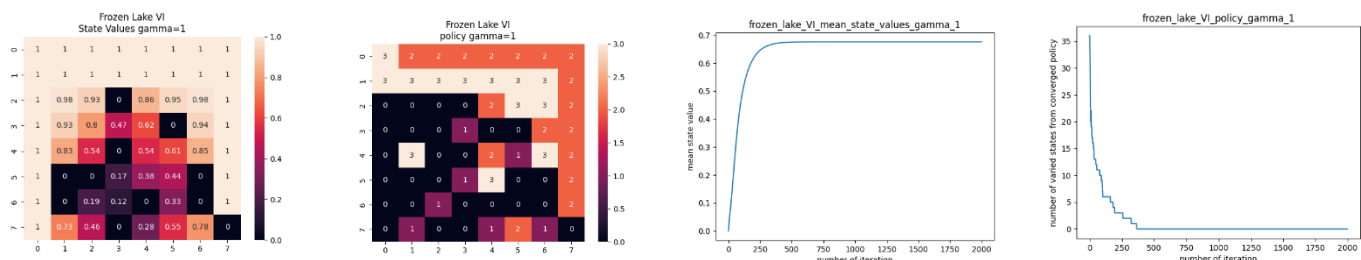 Frozen Lake VI
State Values gamma=1
0 1 1 1 1 1 1 1 1
1 1 1 1 1 1 1 1 1
2 1 0.98 0.93 0 0.86 0.95 0.98 1
3 1 0.93 0.8 0.47 0.62 0 0.94 1
4 1 0.83 0.54 0 0.54 0.61 0.85 1
5 1 0 0 0.17 0.38 0.44 0 1
6 1 0 0.19 0.12 0 0.33 0 1
7 1 0.73 0.46 0 0.28 0.55 0.78 0
0 1 2 3 4 5 6 7
1.0
0.8
0.6
0.4
0.2
0.0
Frozen Lake VI
policy gamma=1
0 3 2 2 2 2 2 2 2
1 3 3 3 3 3 3 3 2
2 0 0 0 0 2 3 3 2
3 0 0 0 1 0 0 2 2
4 0 3 0 0 2 1 3 2
5 0 0 0 1 3 0 0 2
6 0 0 1 0 0 0 0 2
7 0 1 0 0 1 2 1 0
0 1 2 3 4 5 6 7
3.0
2.5
2.0
1.5
1.0
0.5
0.0
frozen_lake_VI_mean_state_values_gamma_1
mean state value
0.7
0.6
0.5
0.4
0.3
0.2
0.1
0.0
0 250 500 750 1000 1250 1500 1750 2000
number of iteration
frozen_lake_VI_policy_gamma_1
number of varied states from converged policy
35
30
25
20
15
10
5
0
0 250 500 750 1000 1250 1500 1750 2000
number of iteration